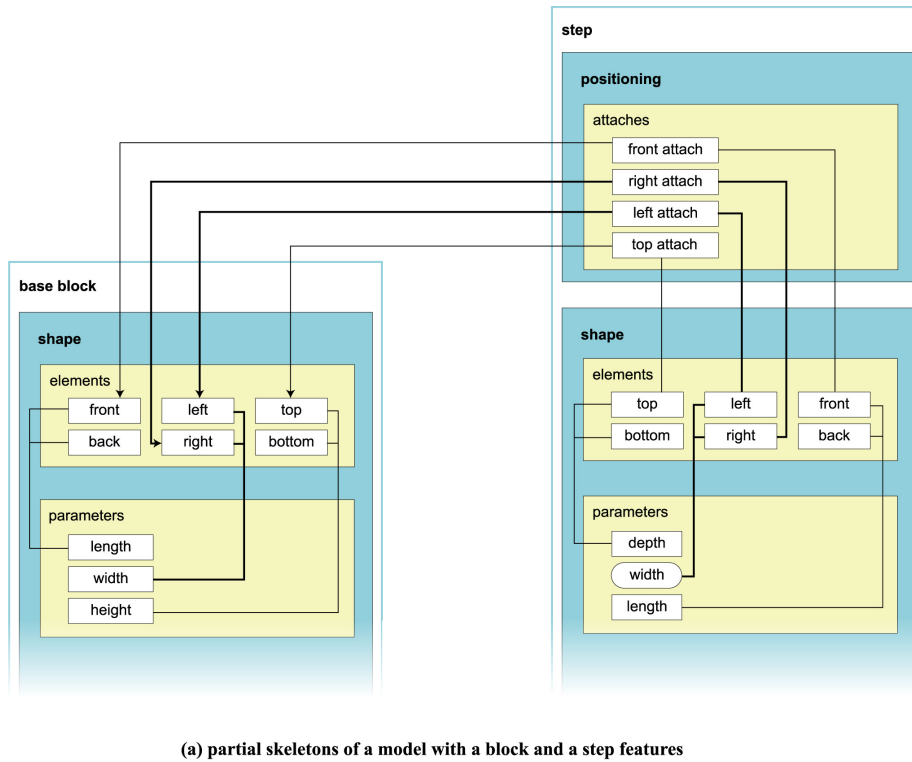 step
positioning
attaches
front attach
right attach
left attach
top attach
base block
shape
elements
front
left
top
back
right
bottom
parameters
length
width
height
shape
elements
top
left
front
bottom
right
back
parameters
depth
width
length
(a) partial skeletons of a model with a block and a step features